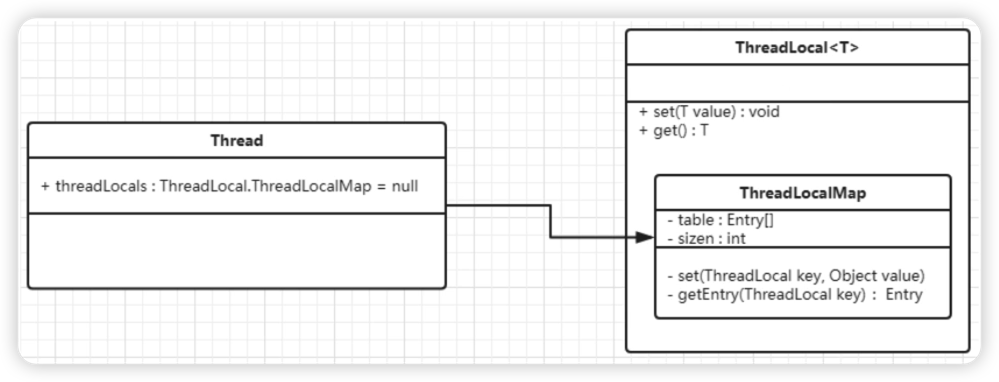 Thread
+ threadLocals : ThreadLocal.ThreadLocalMap = null
ThreadLocal<T>
+ set(T value) : void
+ get() : T
ThreadLocalMap
- table : Entry[]
- sizen : int
- set(ThreadLocal key, Object value)
- getEntry(ThreadLocal key) : Entry